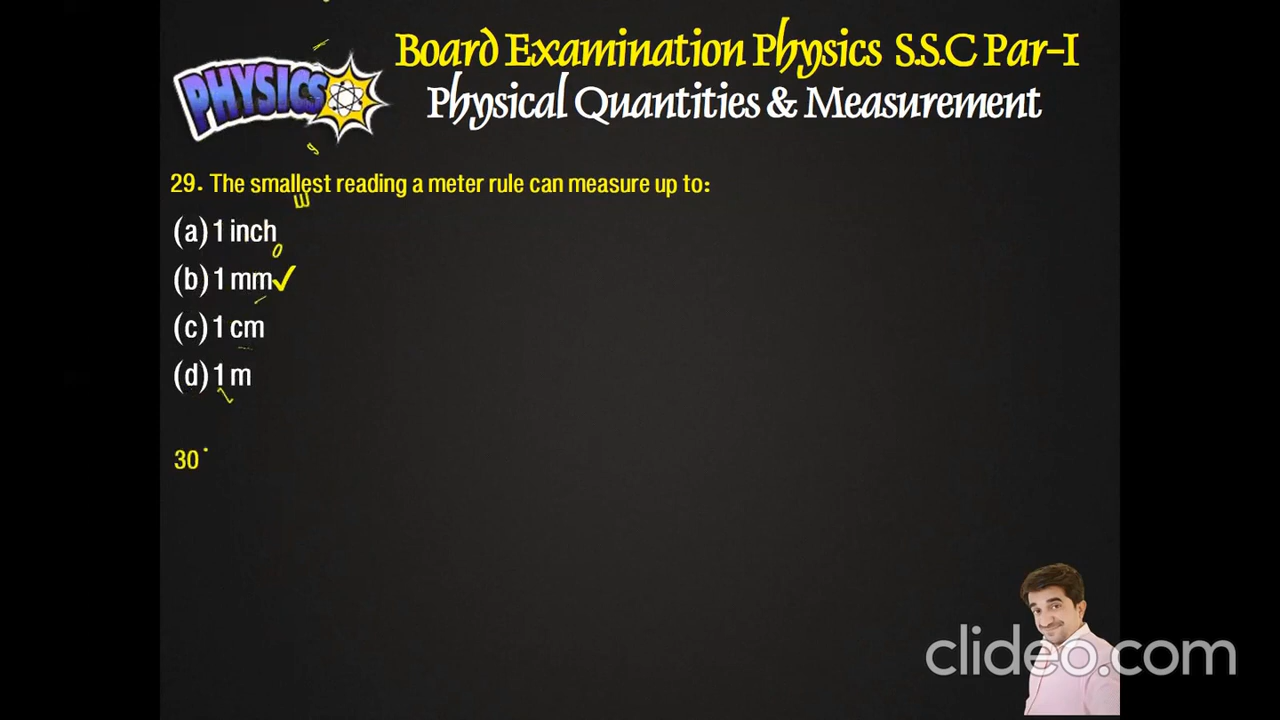 Board Examination Physics S.S.C Par-I
PHYSICS
Physical Quantities & Measurement
29. The smallest reading a meter rule can measure up to:
(a) 1 inch
(b) 1 mm✓
(c) 1 cm
(d) 1 m
30
clideo.com